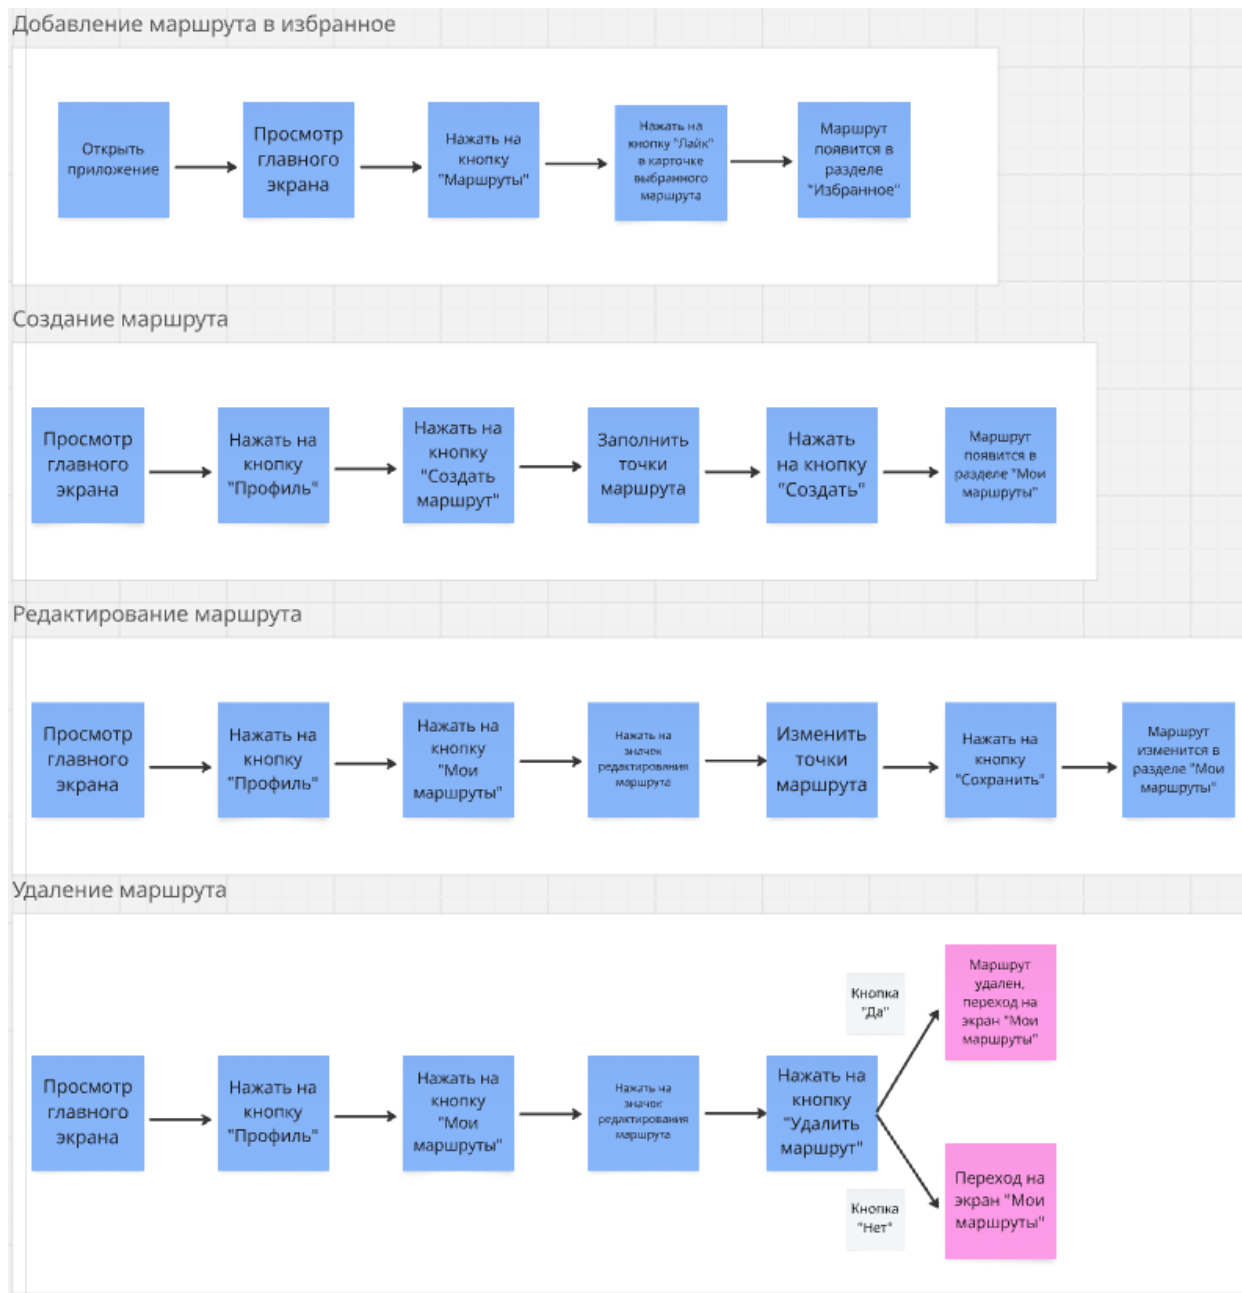 Добавление маршрута в избранное
Открыть
приложение
Просмотр
главного
экрана
Нажать на
кнопку
"Маршруты"
Нажать на
кнопку "Лайк"
в карточке
выбранного
маршрута
Маршрут
появится в
разделе
"Избранное"
Создание маршрута
Просмотр
главного
экрана
Нажать на
кнопку
"Профиль"
Нажать на
кнопку
"Создать
маршрут"
Заполнить
точки
маршрута
Нажать
на кнопку
"Создать"
Маршрут
появится в
разделе "Мои
маршруты"
Редактирование маршрута
Просмотр
главного
экрана
Нажать на
кнопку
"Профиль"
Нажать на
кнопку
"Мои
маршруты"
Нажать на
значок
редактирования
маршрута
Изменить
точки
маршрута
Нажать на
кнопку
"Сохранить"
Маршрут
изменится в
разделе "Мои
маршруты"
Удаление маршрута
Просмотр
главного
экрана
Нажать на
кнопку
"Профиль"
Нажать на
кнопку
"Мои
маршруты"
Нажать на
значок
редактирования
маршрута
Нажать на
кнопку
"Удалить
маршрут"
Кнопка
"Да"
Маршрут
удален,
переход на
экран "Мои
маршруты"
Кнопка
"Нет"
Переход на
экран "Мои
маршруты"